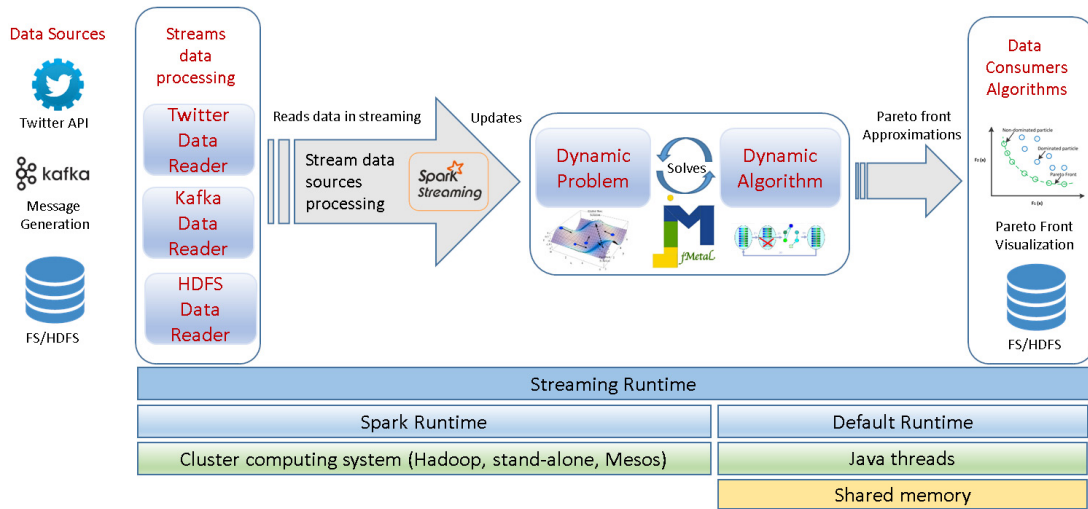 Data Sources
Twitter API
kafka
Message
Generation
FS/HDFS
Streams
data
processing
Twitter
Data
Reader
Kafka
Data
Reader
HDFS
Data
Reader
Reads data in streaming
Updates
Stream data
sources
processing
Spark
Streaming
Dynamic
Problem
Solves
Dynamic
Algorithm
jMetal
Pareto front
Approximations
Data
Consumers
Algorithms
Non-dominated particle
Dominated particle
Pareto Front
F₂ (x)
F₁ (x)
Pareto Front
Visualization
FS/HDFS
Streaming Runtime
Spark Runtime
Default Runtime
Cluster computing system (Hadoop, stand-alone, Mesos)
Java threads
Shared memory